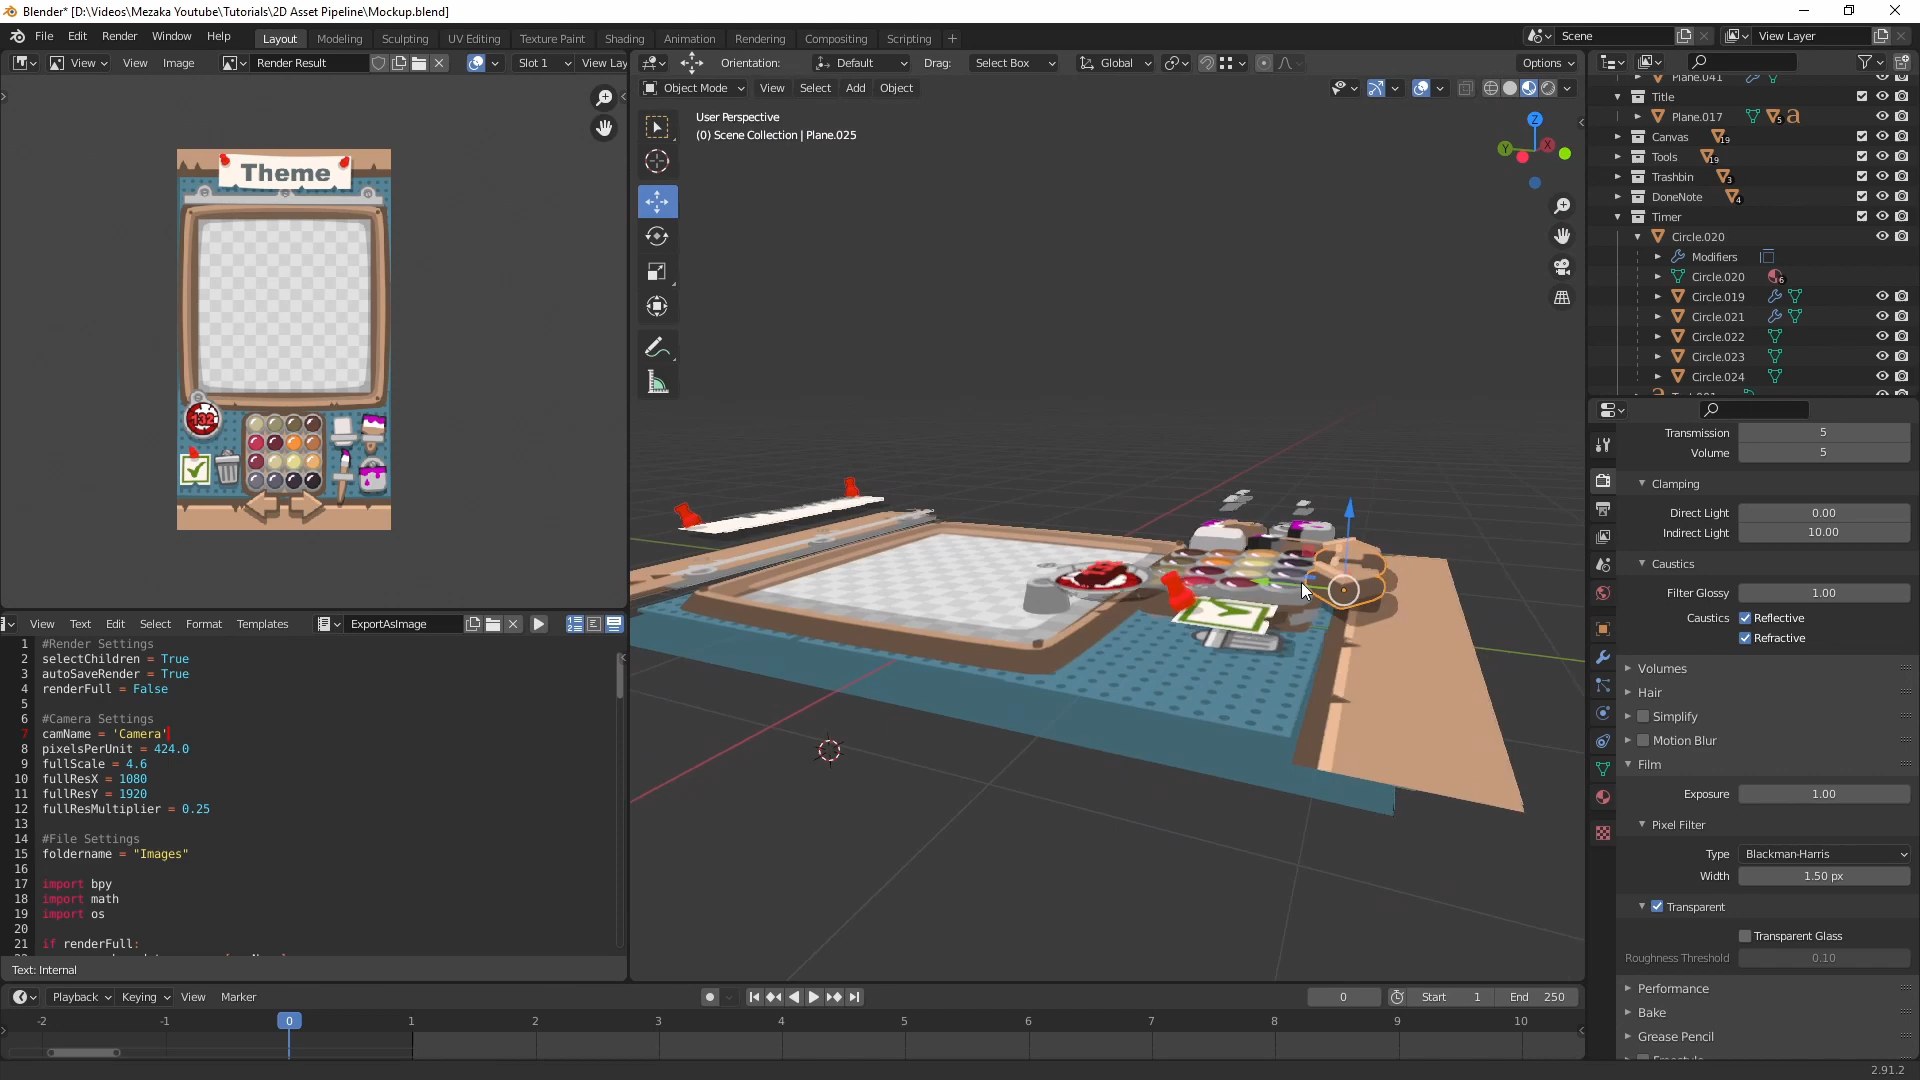 Blender* [D:\Videos\Mezaka Youtube\Tutorials\2D Asset Pipeline\Mockup.blend]
File Edit Render Window Help
Layout Modeling Sculpting UV Editing Texture Paint Shading Animation Rendering Compositing Scripting
Scene
View Layer
View View Image Render Result Slot 1 View Lay
Orientation: Default Drag: Select Box Global Options
Object Mode View Select Add Object
User Perspective
(0) Scene Collection | Plane.025
Theme
132
Z
Y
X
Plane.041
Title
Plane.017 5
Canvas 19
Tools 19
Trashbin 3
DoneNote 4
Timer
Circle.020
Modifiers
Circle.020 6
Circle.019
Circle.021
Circle.022
Circle.023
Circle.024
Transmission 5
Volume 5
Clamping
Direct Light 0.00
Indirect Light 10.00
Caustics
Filter Glossy 1.00
Caustics Reflective
Refractive
Volumes
Hair
Simplify
Motion Blur
Film
Exposure 1.00
Pixel Filter
Type Blackman-Harris
Width 1.50 px
Transparent
Transparent Glass
Roughness Threshold 0.10
Performance
Bake
Grease Pencil
View Text Edit Select Format Templates ExportAsImage
1 #Render Settings
2 selectChildren = True
3 autoSaveRender = True
4 renderFull = False
5
6 #Camera Settings
7 camName = 'Camera'
8 pixelsPerUnit = 424.0
9 fullScale = 4.6
10 fullResX = 1080
11 fullResY = 1920
12 fullResMultiplier = 0.25
13
14 #File Settings
15 foldername = "Images"
16
17 import bpy
18 import math
19 import os
20
21 if renderFull:
Text: Internal
Playback Keying View Marker 0 Start 1 End 250
-2 -1 0 1 2 3 4 5 6 7 8 9 10
2.91.2